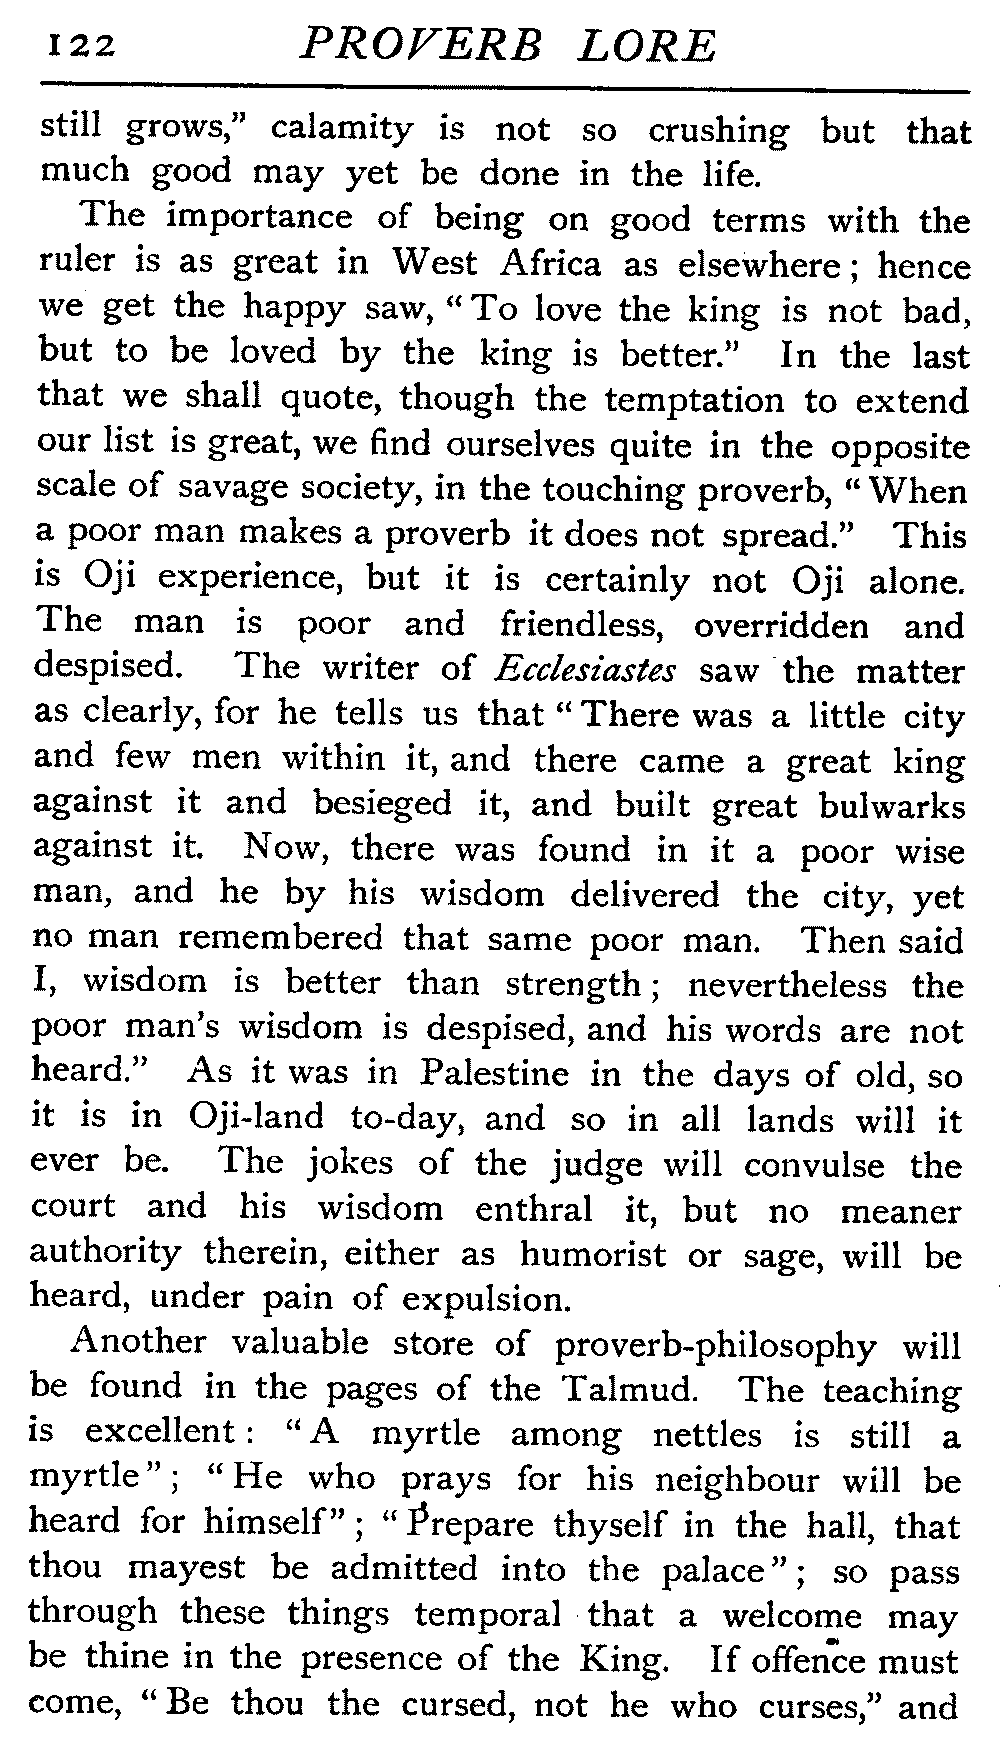 122 PROVERB LORE
still grows,” calamity is not so crushing but that
much good may yet be done in the life.
The importance of being on good terms with the
ruler is as great in West Africa as elsewhere ; hence
we get the happy saw, “ To love the king is not bad,
but to be loved by the king is better.” In the last
that we shall quote, though the temptation to extend
our list is great, we find ourselves quite in the opposite
scale of savage society, in the touching proverb, “ When
a poor man makes a proverb it does not spread.” This
is Oji experience, but it is certainly not Oji alone.
The man is poor and friendless, overridden and
despised. The writer of Ecclesiastes saw the matter
as clearly, for he tells us that “ There was a little city
and few men within it, and there came a great king
against it and besieged it, and built great bulwarks
against it. Now, there was found in it a poor wise
man, and he by his wisdom delivered the city, yet
no man remembered that same poor man. Then said
I, wisdom is better than strength ; nevertheless the
poor man’s wisdom is despised, and his words are not
heard.” As it was in Palestine in the days of old, so
it is in Oji-land to-day, and so in all lands will it
ever be. The jokes of the judge will convulse the
court and his wisdom enthral it, but no meaner
authority therein, either as humorist or sage, will be
heard, under pain of expulsion.
Another valuable store of proverb-philosophy will
be found in the pages of the Talmud. The teaching
is excellent : “ A myrtle among nettles is still a
myrtle ” ; “ He who prays for his neighbour will be
heard for himself” ; “ Prepare thyself in the hall, that
thou mayest be admitted into the palace ” ; so pass
through these things temporal that a welcome may
be thine in the presence of the King. If offence must
come, “ Be thou the cursed, not he who curses,” and